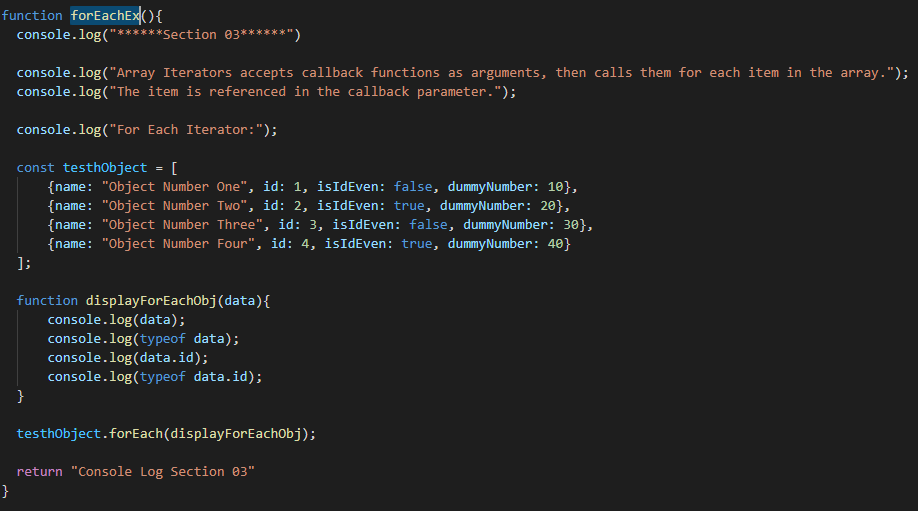 function forEachEx(){
console.log("******Section 03******")
console.log("Array Iterators accepts callback functions as arguments, then calls them for each item in the array.");
console.log("The item is referenced in the callback parameter.");
console.log("For Each Iterator:");
const testhObject = [
{name: "Object Number One", id: 1, isIdEven: false, dummyNumber: 10},
{name: "Object Number Two", id: 2, isIdEven: true, dummyNumber: 20},
{name: "Object Number Three", id: 3, isIdEven: false, dummyNumber: 30},
{name: "Object Number Four", id: 4, isIdEven: true, dummyNumber: 40}
];
function displayForEachObj(data){
console.log(data);
console.log(typeof data);
console.log(data.id);
console.log(typeof data.id);
}
testhObject.forEach(displayForEachObj);
return "Console Log Section 03"
}